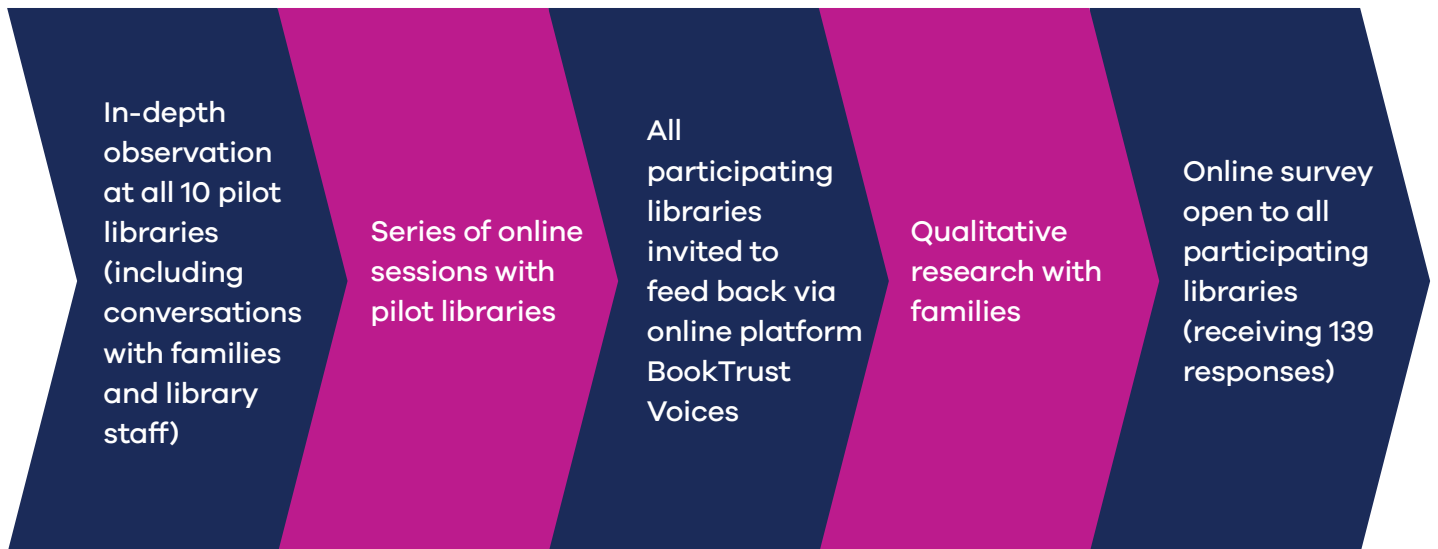 In-depth
observation
at all 10 pilot
libraries
(including
conversations
with families
and library
staff)
Series of online
sessions with
pilot libraries
All
participating
libraries
invited to
feed back via
online platform
BookTrust
Voices
Qualitative
research with
families
Online survey
open to all
participating
libraries
(receiving 139
responses)